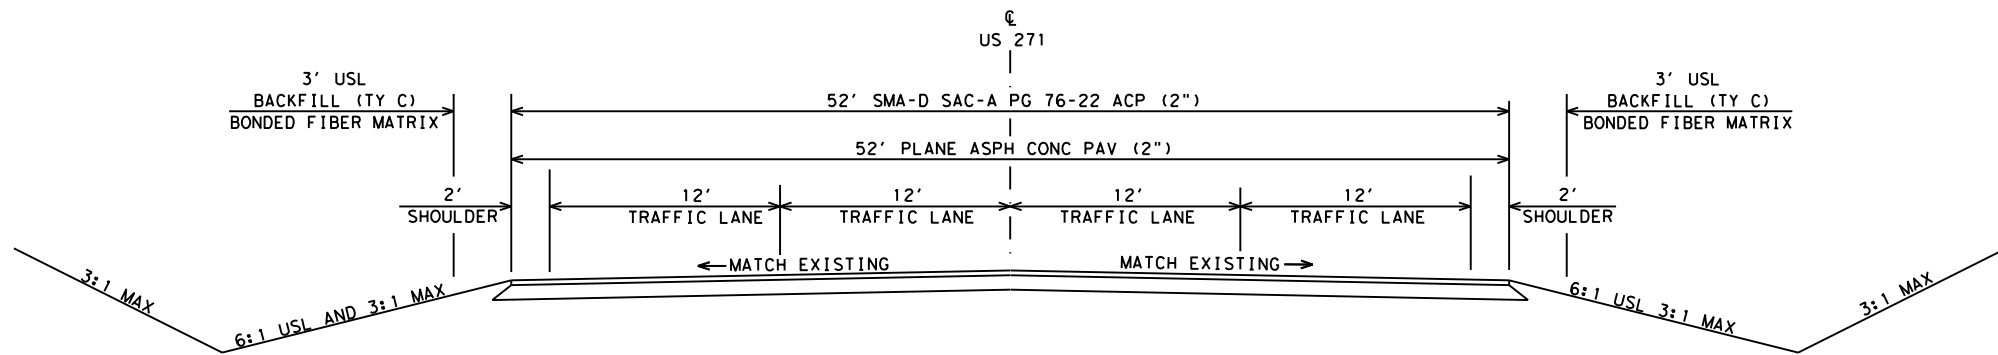 ℄
US 271
3' USL
BACKFILL (TY C)
BONDED FIBER MATRIX
3' USL
BACKFILL (TY C)
BONDED FIBER MATRIX
52' SMA-D SAC-A PG 76-22 ACP (2")
52' PLANE ASPH CONC PAV (2")
2'
SHOULDER
12'
TRAFFIC LANE
12'
TRAFFIC LANE
12'
TRAFFIC LANE
12'
TRAFFIC LANE
2'
SHOULDER
MATCH EXISTING
MATCH EXISTING
3:1 MAX
6:1 USL AND 3:1 MAX
6:1 USL 3:1 MAX
3:1 MAX